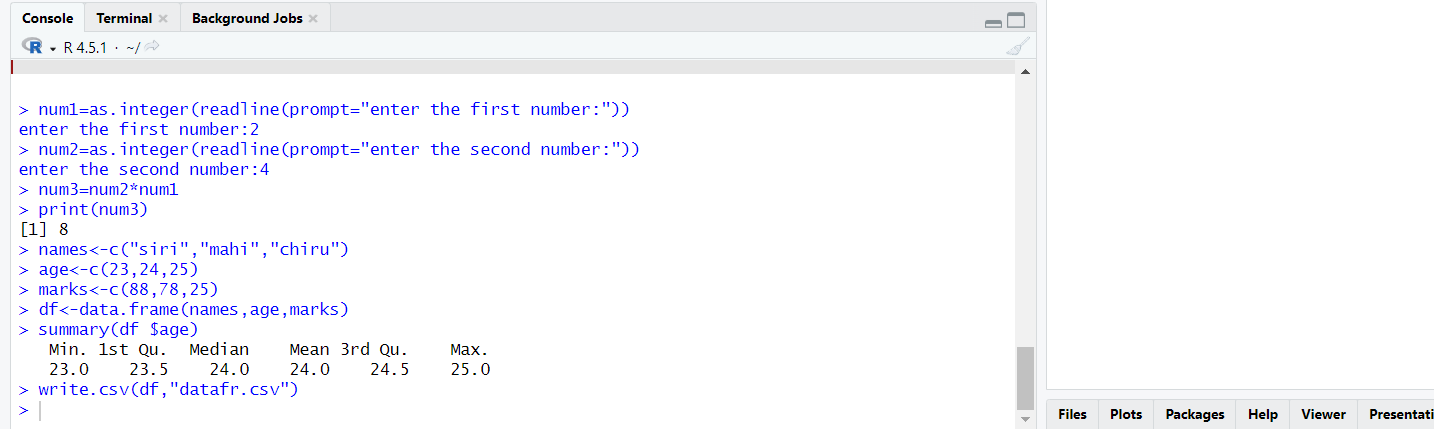 Console Terminal Background Jobs
R R 4.5.1 · ~/
> num1=as.integer(readline(prompt="enter the first number:"))
enter the first number:2
> num2=as.integer(readline(prompt="enter the second number:"))
enter the second number:4
> num3=num2*num1
> print(num3)
[1] 8
> names<-c("siri","mahi","chiru")
> age<-c(23,24,25)
> marks<-c(88,78,25)
> df<-data.frame(names,age,marks)
> summary(df $age)
   Min. 1st Qu.  Median    Mean 3rd Qu.    Max.
   23.0    23.5    24.0    24.0    24.5    25.0
> write.csv(df,"datafr.csv")
>
Files Plots Packages Help Viewer Presentati